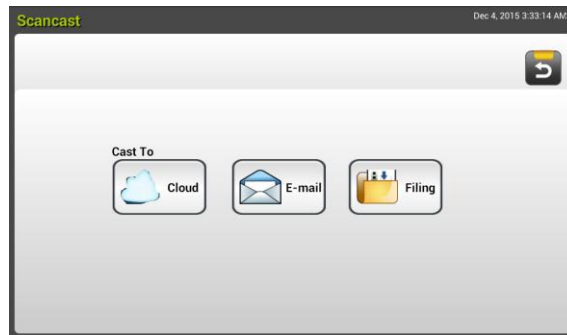 Scancast
Dec 4, 2015 3:33:14 AM
Cast To
Cloud
E-mail
Filing